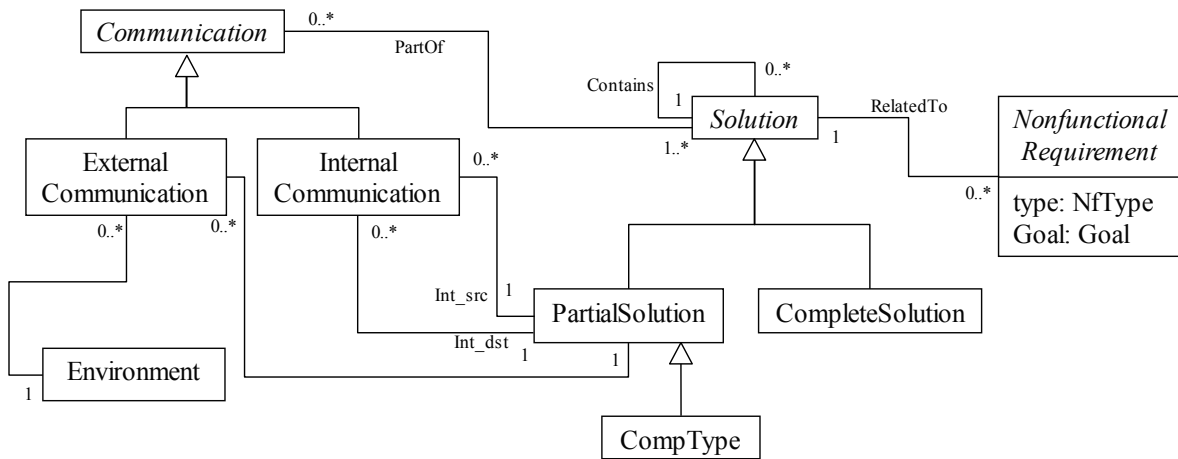 0..*
Communication
PartOf
Contains
0..*
1
Solution
1..*
1
RelatedTo
Nonfunctional
Requirement
0..*
type: NfType
Goal: Goal
External
Communication
0..*
0..*
Internal
Communication
0..*
0..*
Int_src
1
Int_dst
1
1
PartialSolution
CompleteSolution
Environment
1
CompType